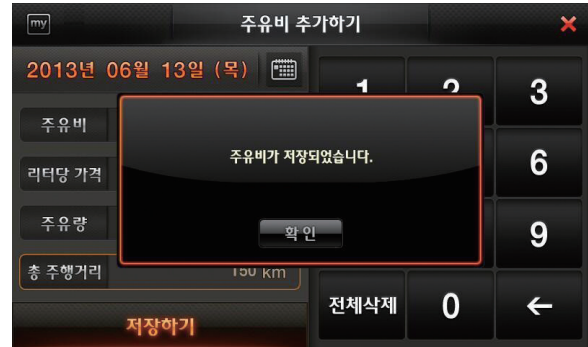 my 주유비 추가하기
2013년 06월 13일 (목)
주유비
리터당 가격
주유량
총 주행거리 150 km
저장하기
주유비가 저장되었습니다.
확인
1 2 3
6
9
전체삭제 0 ←